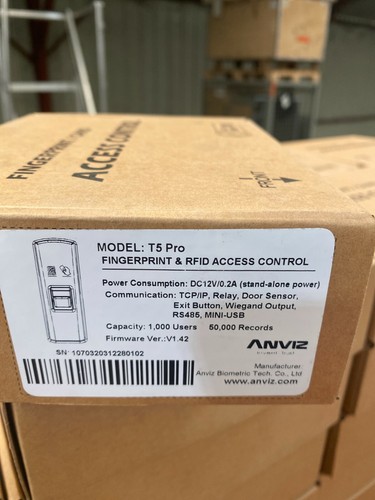 FINGERPRINT & RFID
ACCESS CONTROL
FRONT
MODEL: T5 Pro
FINGERPRINT & RFID ACCESS CONTROL
Power Consumption: DC12V/0.2A (stand-alone power)
Communication: TCP/IP, Relay, Door Sensor,
Exit Button, Wiegand Output,
RS485, MINI-USB
Capacity: 1,000 Users 50,000 Records
Firmware Ver.:V1.42
ANVIZ
SN: 1070320312280102
Manufacturer
Anviz Biometric Tech. Co., Ltd
www.anviz.com